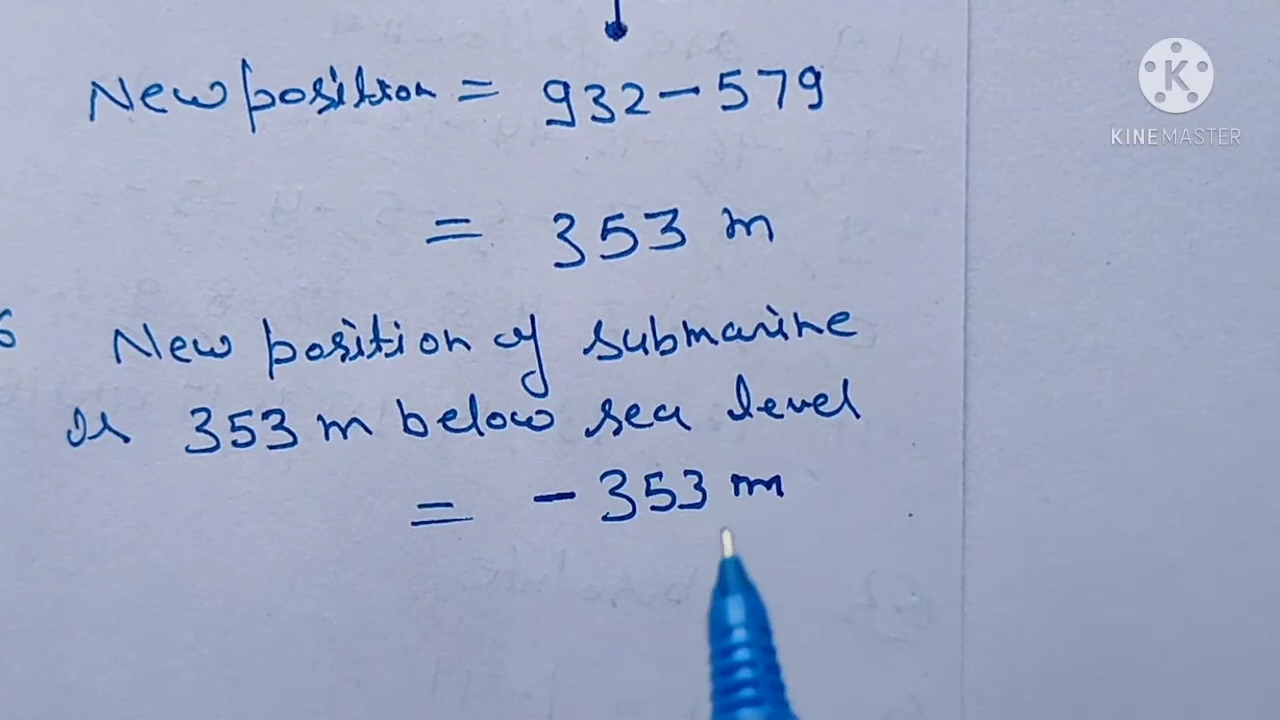 New position = 932 - 579
= 353 m
New position of submarine
is 353 m below sea level
= - 353 m
K
KINEMASTER